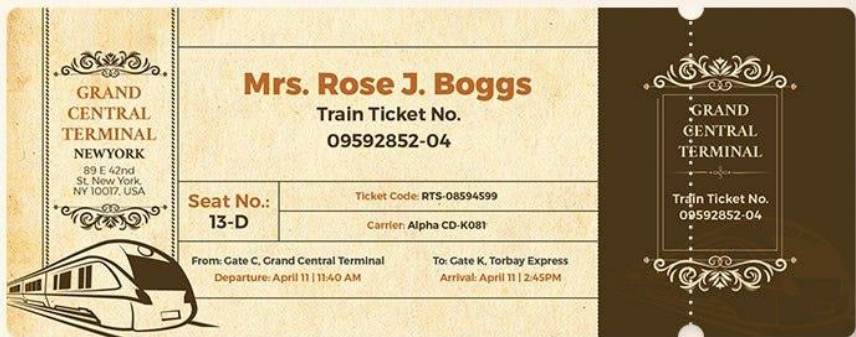 GRAND
CENTRAL
TERMINAL
NEWYORK
89 E 42nd
St, New York,
NY 10017, USA
Mrs. Rose J. Boggs
Train Ticket No.
09592852-04
Seat No.:
13-D
Ticket Code: RTS-08594599
Carrier: Alpha CD-K081
From: Gate C, Grand Central Terminal
Departure: April 11 | 11:40 AM
To: Gate K, Torbay Express
Arrival: April 11 | 2:45PM
GRAND
CENTRAL
TERMINAL
Train Ticket No.
09592852-04